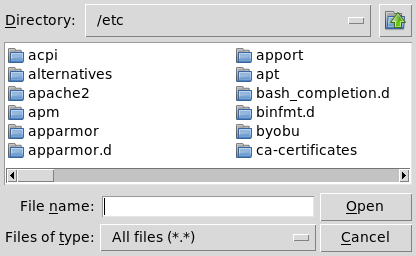 Directory: /etc
acpi apport
alternatives apt
apache2 bash_completion.d
apm binfmt.d
apparmor byobu
apparmor.d ca-certificates
File name: Open
Files of type: All files (*.*) Cancel